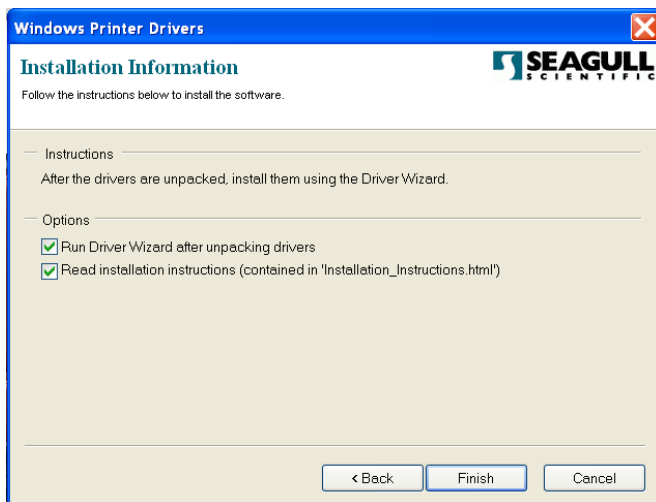 Windows Printer Drivers
Installation Information
SEAGULL
SCIENTIFIC
Follow the instructions below to install the software.
Instructions
After the drivers are unpacked, install them using the Driver Wizard.
Options
Run Driver Wizard after unpacking drivers
Read installation instructions (contained in 'Installation_Instructions.html')
< Back Finish Cancel